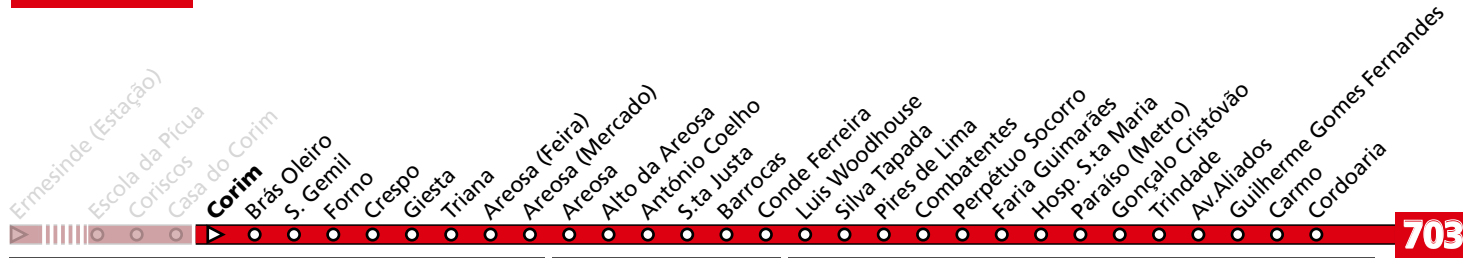 Ermesinde (Estação)
Escola da Picua
Coriscos
Casa do Corim
Corim
Brás Oleiro
S. Gemil
Forno
Crespo
Giesta
Triana
Areosa (Feira)
Areosa (Mercado)
Areosa
Alto da Areosa
António Coelho
S.ta Justa
Barrocas
Conde Ferreira
Luis Woodhouse
Silva Tapada
Pires de Lima
Combatentes
Perpétuo Socorro
Faria Guimarães
Hosp. S.ta Maria
Paraíso (Metro)
Gonçalo Cristóvão
Trindade
Av.Aliados
Guilherme Gomes Fernandes
Carmo
Cordoaria
703